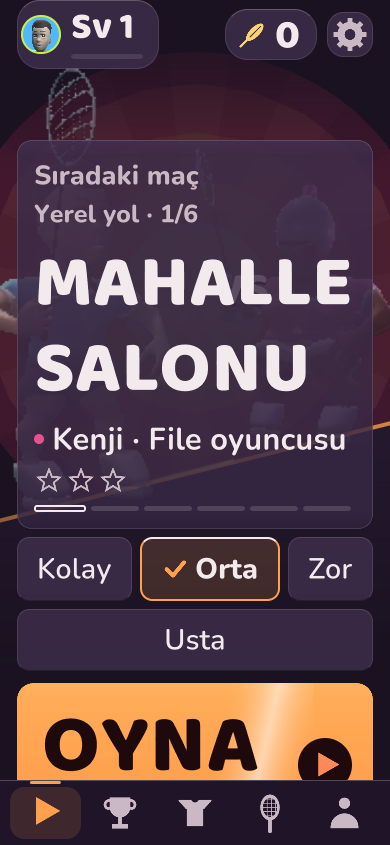 Sv 1
0
Sıradaki maç
Yerel yol · 1/6
MAHALLE
SALONU
Kenji · File oyuncusu
Kolay
Orta
Zor
Usta
OYNA